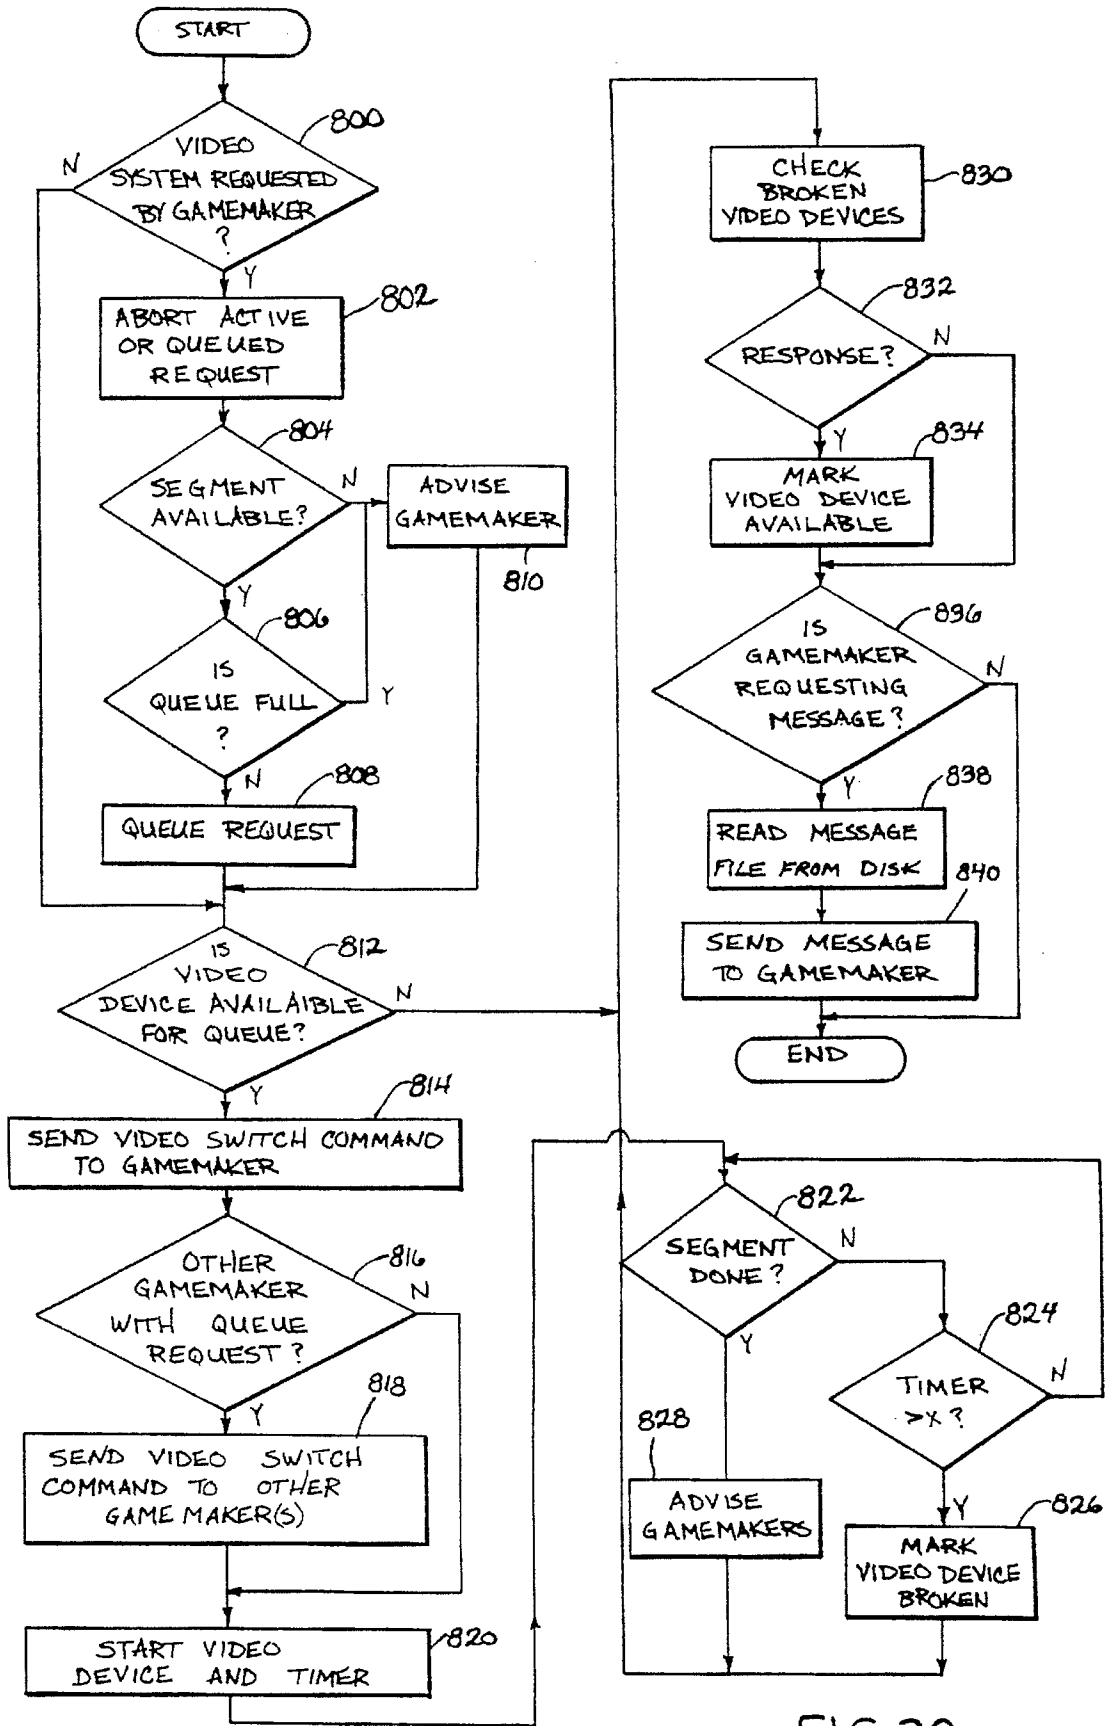 START
800
N
VIDEO
SYSTEM REQUESTED
BY GAMEMAKER
?
Y
802
ABORT ACTIVE
OR QUEUED
REQUEST
804
SEGMENT
AVAILABLE?
N
ADVISE
GAMEMAKER
810
Y
806
IS
QUEUE FULL
?
Y
N
808
QUEUE REQUEST
812
IS
VIDEO
DEVICE AVAILAIBLE
FOR QUEUE?
N
Y
814
SEND VIDEO SWITCH COMMAND
TO GAMEMAKER
816
OTHER
GAMEMAKER
WITH QUEUE
REQUEST?
N
Y
818
SEND VIDEO SWITCH
COMMAND TO OTHER
GAME MAKER(S)
820
START VIDEO
DEVICE AND TIMER
CHECK
BROKEN
VIDEO DEVICES
830
832
RESPONSE?
N
Y
834
MARK
VIDEO DEVICE
AVAILABLE
836
IS
GAMEMAKER
REQUESTING
MESSAGE?
N
Y
838
READ MESSAGE
FILE FROM DISK
840
SEND MESSAGE
TO GAMEMAKER
END
822
SEGMENT
DONE?
N
Y
824
TIMER
>X?
N
Y
828
ADVISE
GAMEMAKERS
826
MARK
VIDEO DEVICE
BROKEN